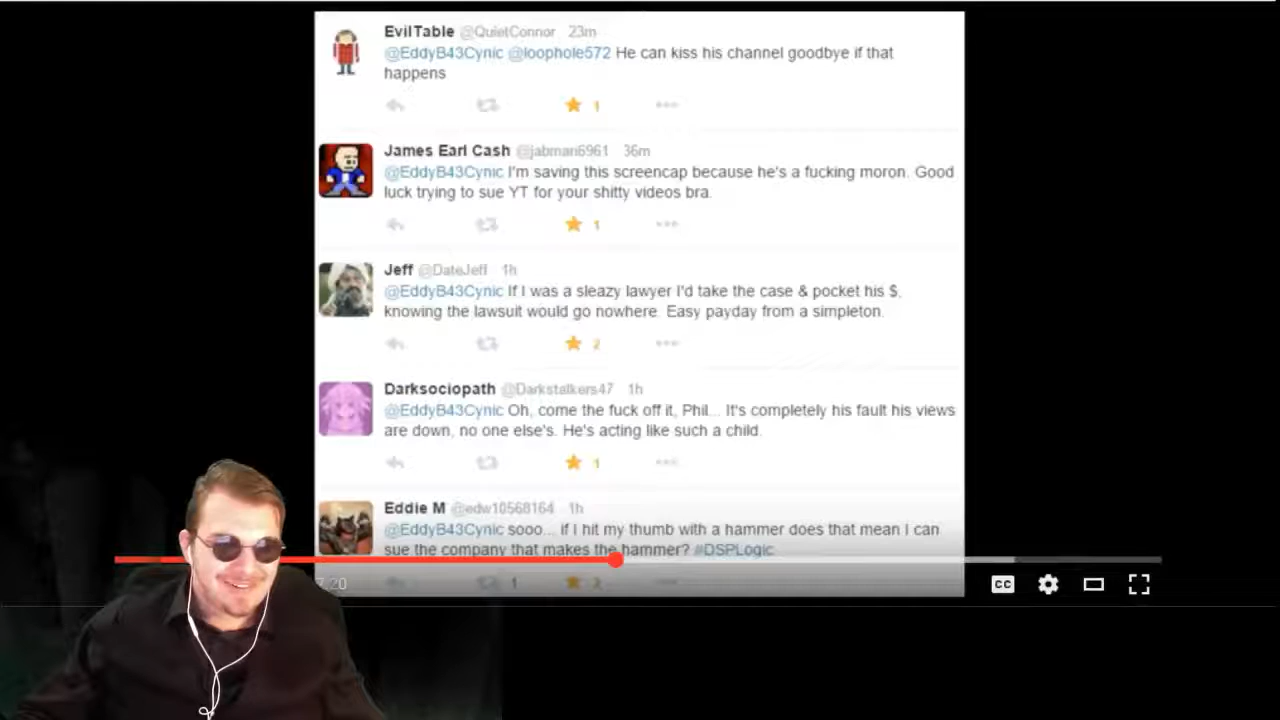 EvilTable @QuietConnor 23m
@EddyB43Cynic @loophole572 He can kiss his channel goodbye if that
happens
1
James Earl Cash @jabman6961 36m
@EddyB43Cynic I'm saving this screencap because he's a fucking moron. Good
luck trying to sue YT for your shitty videos bra.
1
Jeff @DateJeff 1h
@EddyB43Cynic If I was a sleazy lawyer I'd take the case & pocket his $,
knowing the lawsuit would go nowhere. Easy payday from a simpleton.
2
Darksociopath @Darkstalkers47 1h
@EddyB43Cynic Oh, come the fuck off it, Phil... It's completely his fault his views
are down, no one else's. He's acting like such a child.
1
Eddie M @edw10568164 1h
@EddyB43Cynic sooo... if I hit my thumb with a hammer does that mean I can
sue the company that makes the hammer? #DSPLogic
7:20
1
2
CC